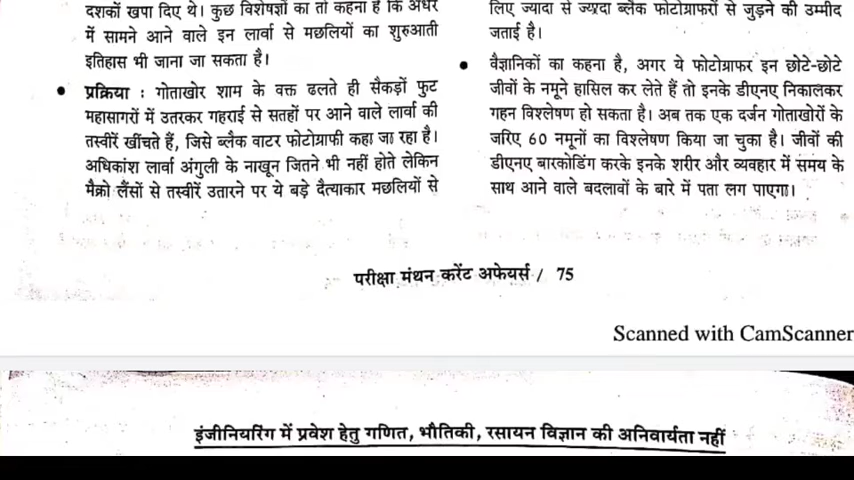 दशकों खपा दिए थे। कुछ विशेषज्ञों का तो कहना है कि अंधेरे
में सामने आने वाले इन लार्वा से मछलियों का शुरुआती
इतिहास भी जाना जा सकता है।
● प्रक्रिया : गोताखोर शाम के वक्त ढलते ही सैकड़ों फुट
महासागरों में उतरकर गहराई से सतहों पर आने वाले लार्वा की
तस्वीरें खींचते हैं, जिसे ब्लैक वाटर फोटोग्राफी कहा जा रहा है।
अधिकांश लार्वा अंगुली के नाखून जितने भी नहीं होते लेकिन
मैक्रो लैंसों से तस्वीरें उतारने पर ये बड़े दैत्याकार मछलियों से
लिए ज्यादा से ज्यादा ब्लैक फोटोग्राफरों से जुड़ने की उम्मीद
जताई है।
● वैज्ञानिकों का कहना है, अगर ये फोटोग्राफर इन छोटे-छोटे
जीवों के नमूने हासिल कर लेते हैं तो इनके डीएनए निकालकर
गहन विश्लेषण हो सकता है। अब तक एक दर्जन गोताखोरों के
जरिए 60 नमूनों का विश्लेषण किया जा चुका है। जीवों की
डीएनए बारकोडिंग करके इनके शरीर और व्यवहार में समय के
साथ आने वाले बदलावों के बारे में पता लग पाएगा।
परीक्षा मंथन करेंट अफेयर्स / 75
Scanned with CamScanner
इंजीनियरिंग में प्रवेश हेतु गणित, भौतिकी, रसायन विज्ञान की अनिवार्यता नहीं